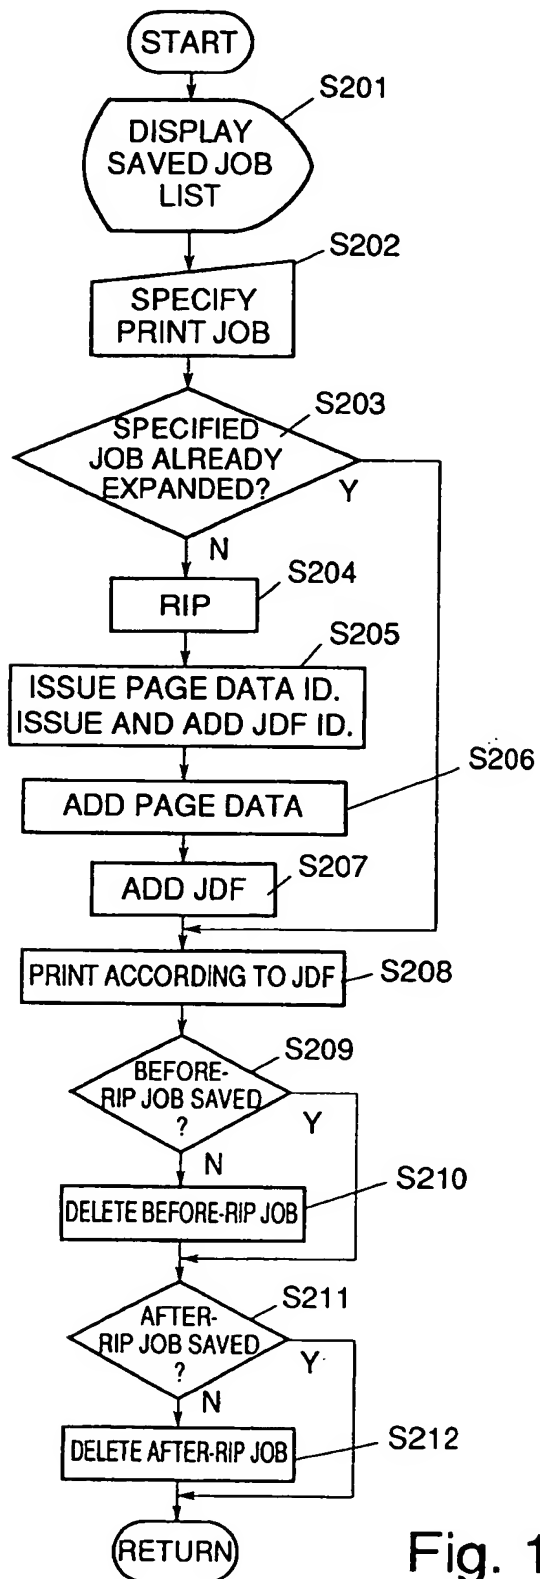 START
S201
DISPLAY
SAVED JOB
LIST
S202
SPECIFY
PRINT JOB
S203
SPECIFIED
JOB ALREADY
EXPANDED?
Y
N
S204
RIP
S205
ISSUE PAGE DATA ID.
ISSUE AND ADD JDF ID.
S206
ADD PAGE DATA
S207
ADD JDF
PRINT ACCORDING TO JDF
S208
S209
BEFORE-
RIP JOB SAVED
?
Y
N
S210
DELETE BEFORE-RIP JOB
S211
AFTER-
RIP JOB SAVED
?
Y
N
S212
DELETE AFTER-RIP JOB
RETURN
Fig. 1